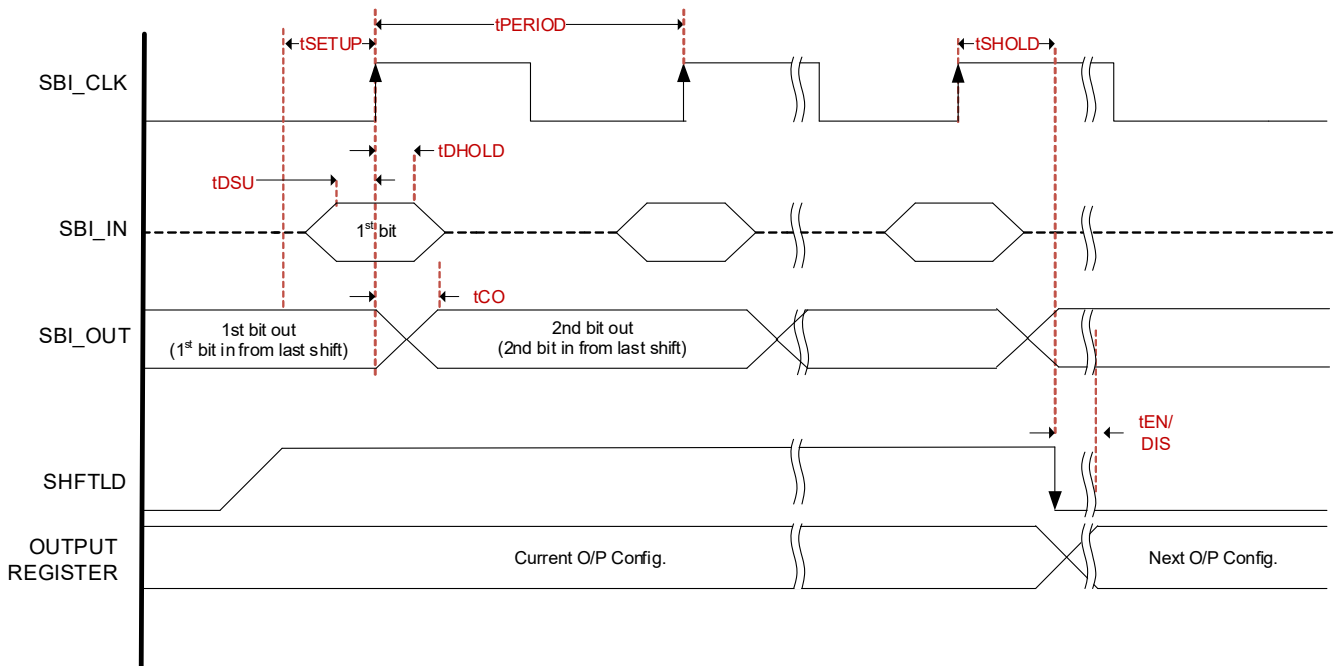 tPERIOD
tSETUP
tSHOLD
SBI_CLK
tDHOLD
tDSU
SBI_IN
1st bit
tCO
SBI_OUT
1st bit out
(1st bit in from last shift)
2nd bit out
(2nd bit in from last shift)
tEN/
DIS
SHFTLD
OUTPUT
REGISTER
Current O/P Config.
Next O/P Config.